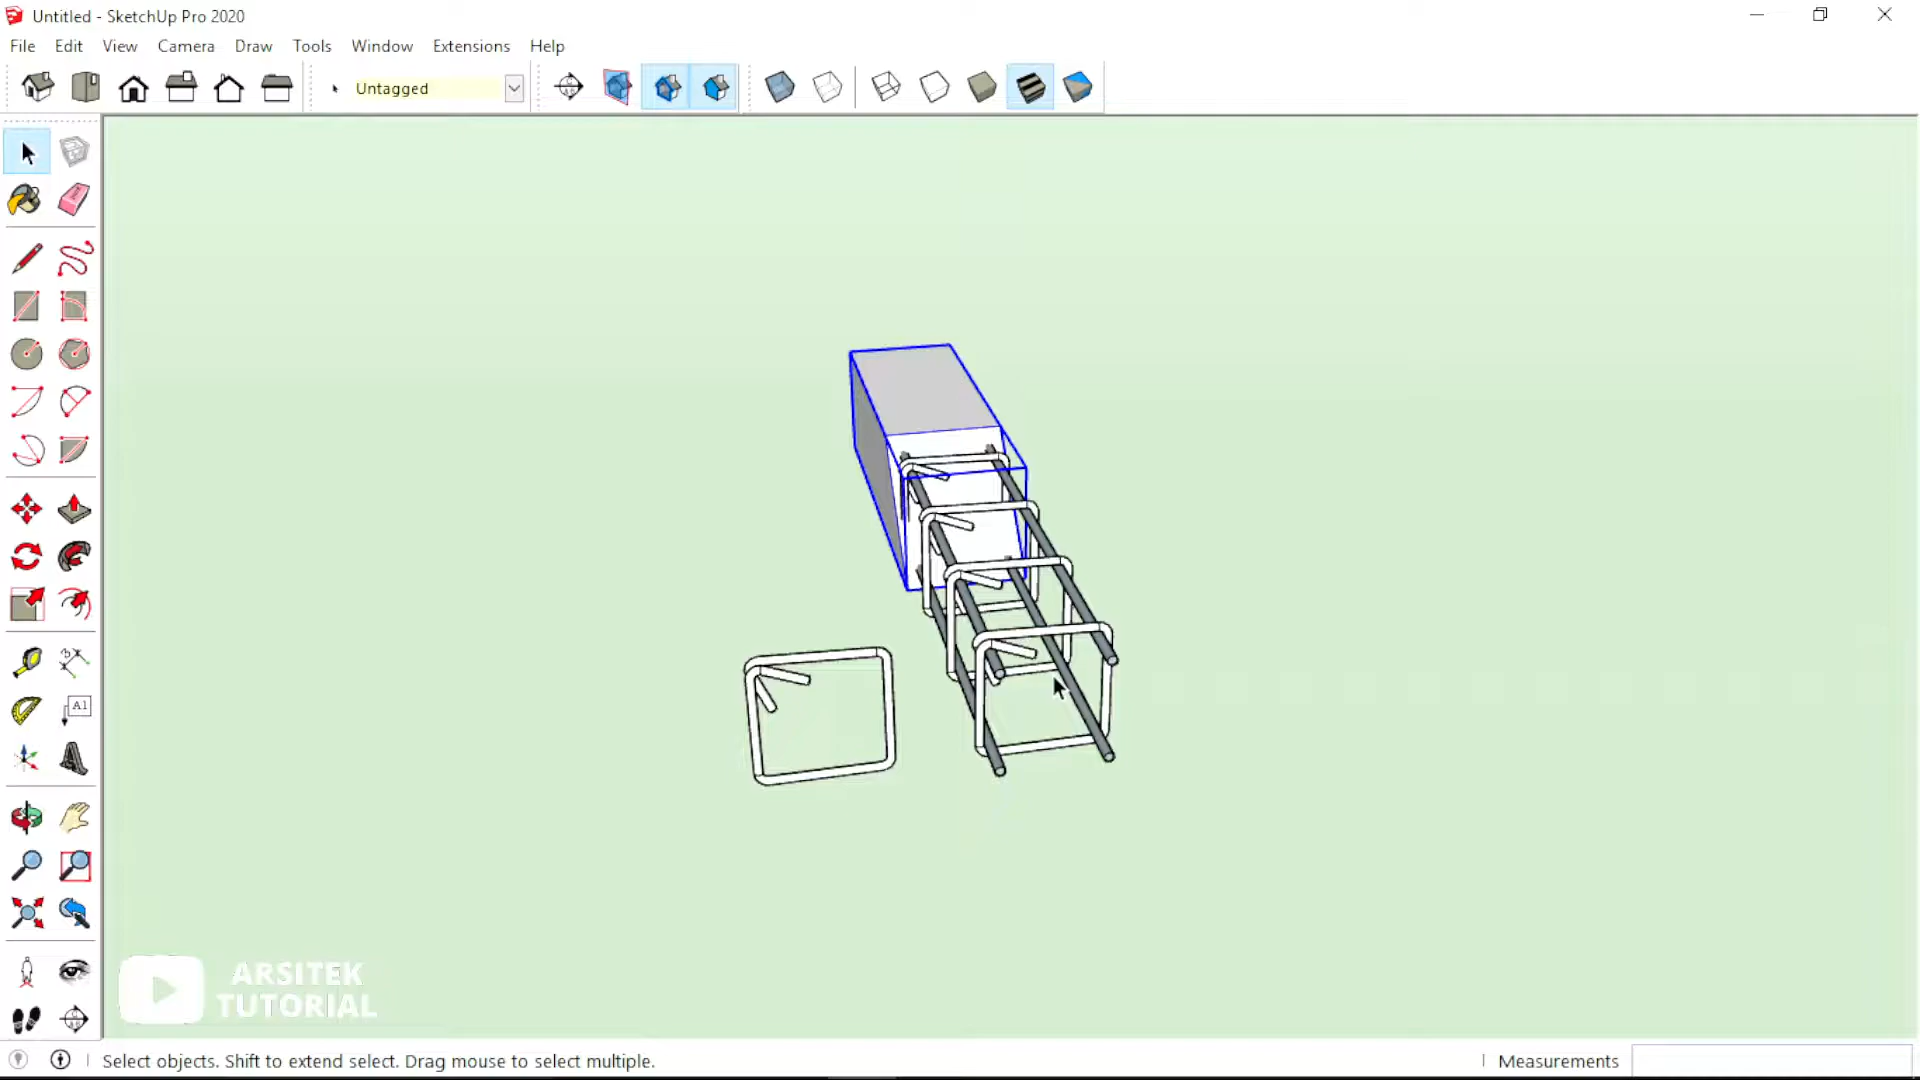 Untitled - SketchUp Pro 2020
File Edit View Camera Draw Tools Window Extensions Help
Untagged
A1
ARSITEK
TUTORIAL
Select objects. Shift to extend select. Drag mouse to select multiple.
Measurements